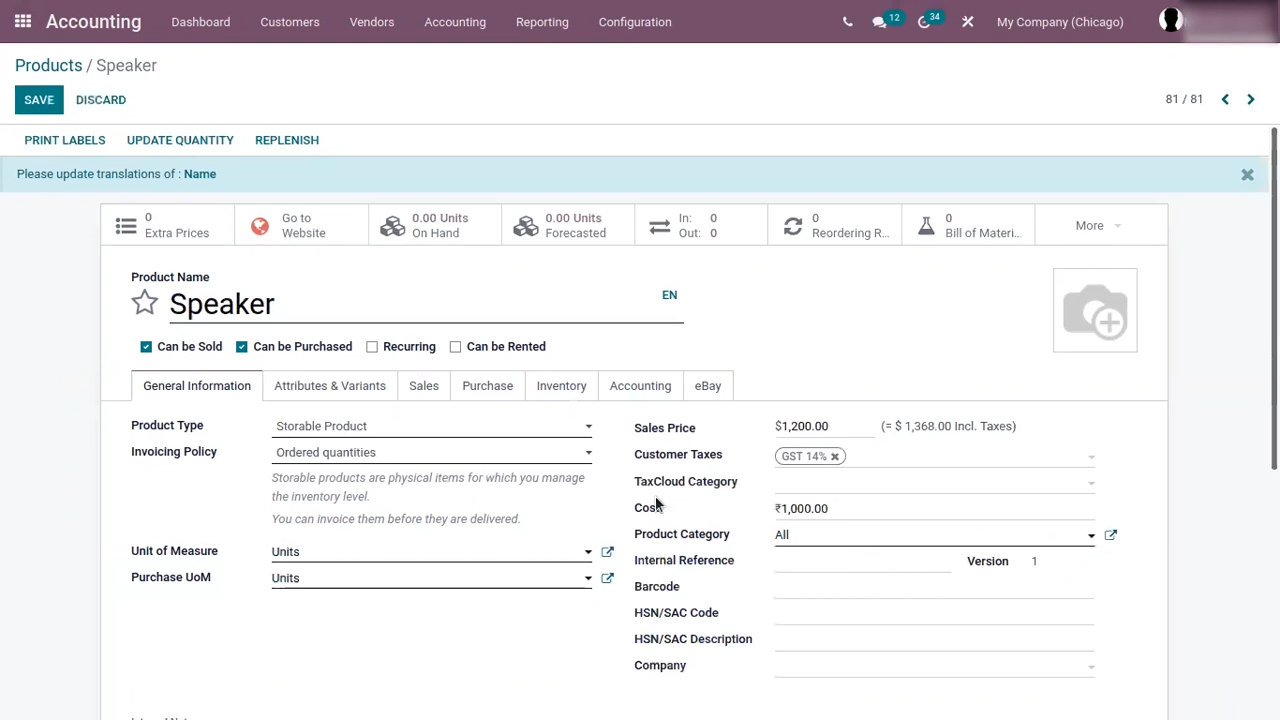 Accounting Dashboard Customers Vendors Accounting Reporting Configuration 12 34 My Company (Chicago)
Products / Speaker
SAVE DISCARD 81 / 81
PRINT LABELS UPDATE QUANTITY REPLENISH
Please update translations of : Name
0 Extra Prices
Go to Website
0.00 Units On Hand
0.00 Units Forecasted
In: 0
Out: 0
0 Reordering R...
0 Bill of Materi...
More
Product Name
Speaker EN
Can be Sold Can be Purchased Recurring Can be Rented
General Information Attributes & Variants Sales Purchase Inventory Accounting eBay
Product Type Storable Product
Invoicing Policy Ordered quantities
Storable products are physical items for which you manage
the inventory level.
You can invoice them before they are delivered.
Unit of Measure Units
Purchase UoM Units
Sales Price $1,200.00 (= $ 1,368.00 Incl. Taxes)
Customer Taxes GST 14%
TaxCloud Category
Cost ₹1,000.00
Product Category All
Internal Reference Version 1
Barcode
HSN/SAC Code
HSN/SAC Description
Company